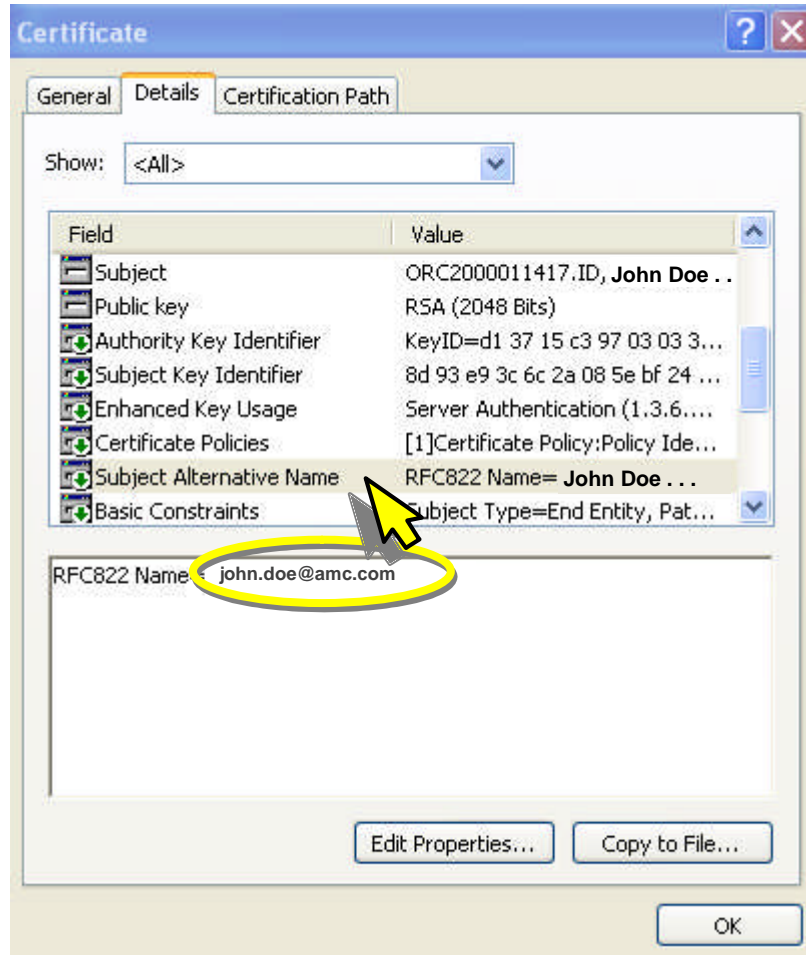 Certificate
General Details Certification Path
Show: <All>
Field Value
Subject ORC2000011417.ID, John Doe . .
Public key RSA (2048 Bits)
Authority Key Identifier KeyID=d1 37 15 c3 97 03 03 3...
Subject Key Identifier 8d 93 e9 3c 6c 2a 08 5e bf 24 ...
Enhanced Key Usage Server Authentication (1.3.6....
Certificate Policies [1]Certificate Policy:Policy Ide...
Subject Alternative Name RFC822 Name= John Doe . . .
Basic Constraints Subject Type=End Entity, Pat...
RFC822 Name= john.doe@amc.com
Edit Properties... Copy to File...
OK